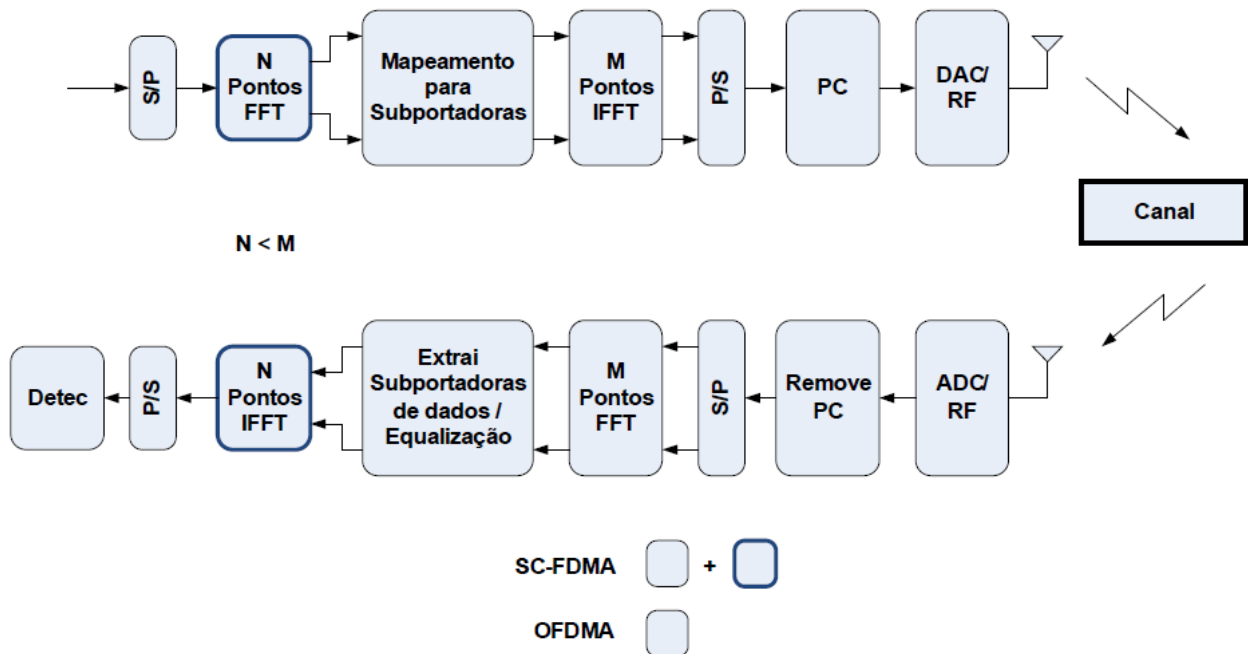 S/P
N
Pontos
FFT
Mapeamento
para
Subportadoras
M
Pontos
IFFT
P/S
PC
DAC/
RF
Canal
N < M
Detec
P/S
N
Pontos
IFFT
Extrai
Subportadoras
de dados /
Equalização
M
Pontos
FFT
S/P
Remove
PC
ADC/
RF
SC-FDMA +
OFDMA